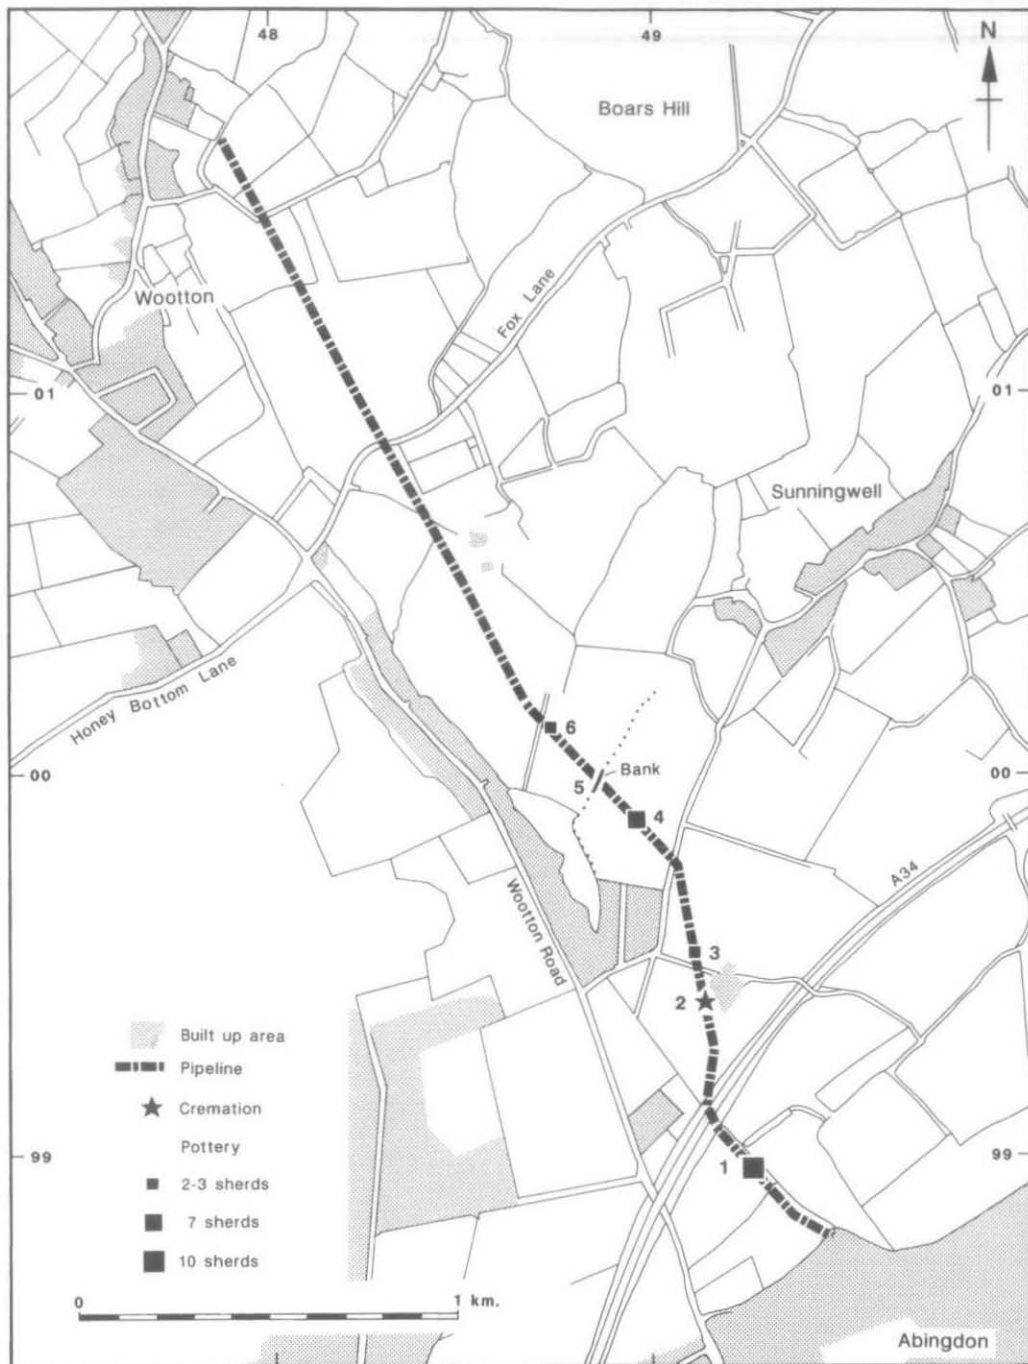 48
49
N
Boars Hill
Wootton
Fox Lane
01
01
Sunningwell
Honey Bottom Lane
6
Bank
00
5
00
4
A34
Wootton Road
3
2
Built up area
Pipeline
Cremation
Pottery
99
1
99
2-3 sherds
7 sherds
10 sherds
0
1 km.
Abingdon